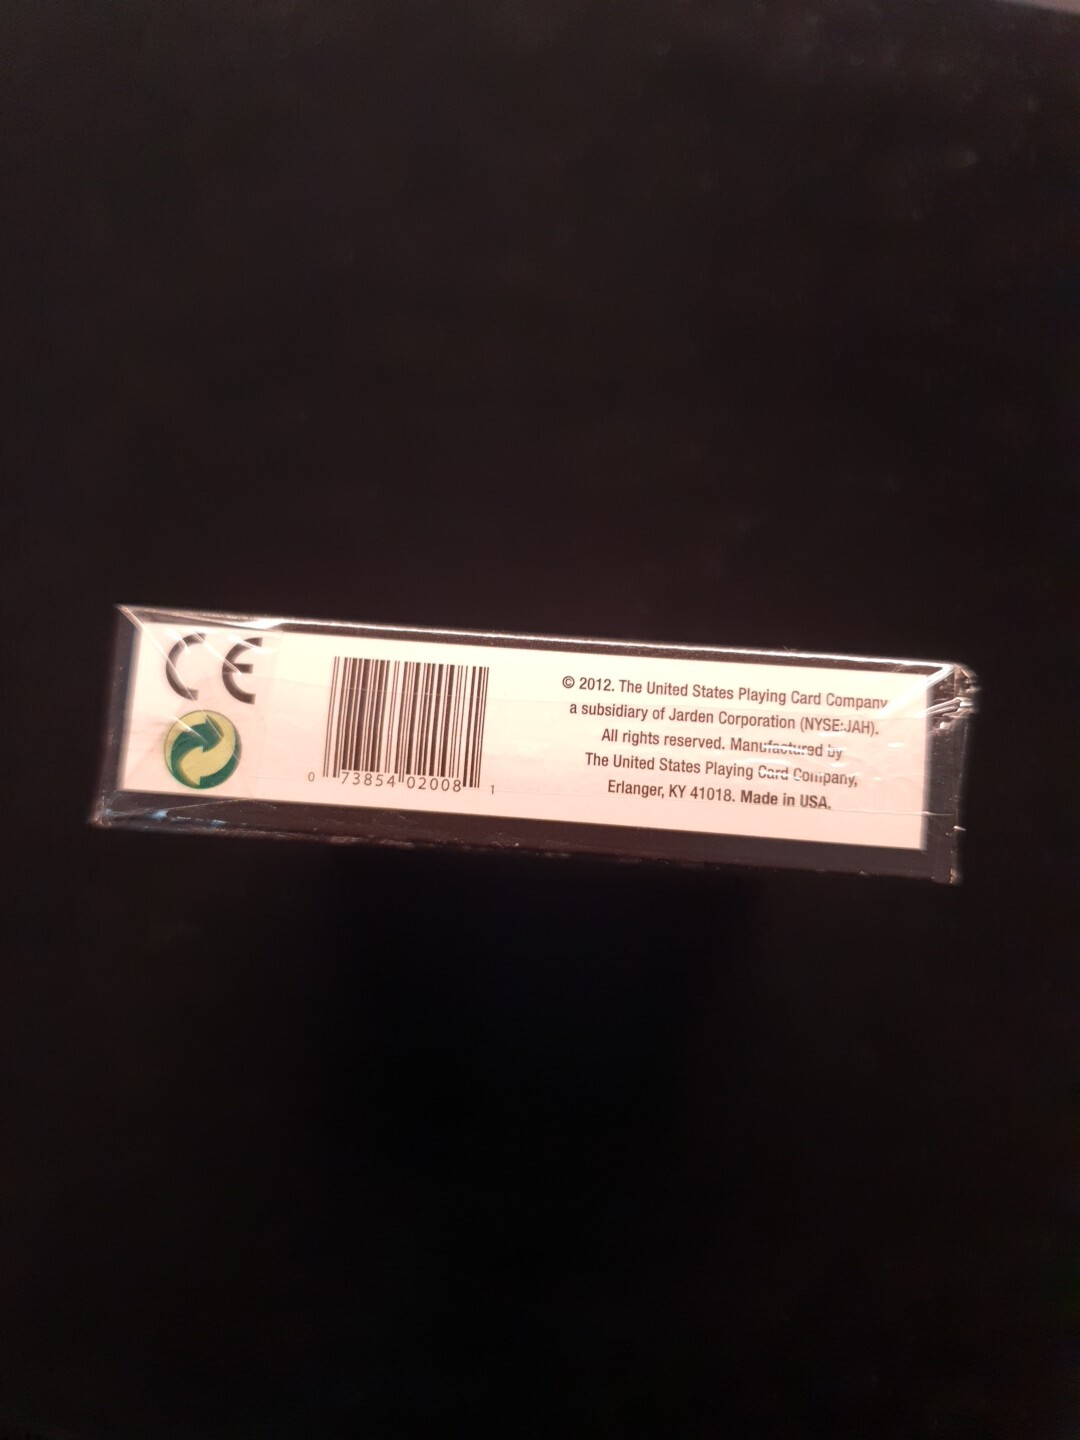 CE
0 73854 02008 1
© 2012. The United States Playing Card Company
a subsidiary of Jarden Corporation (NYSE:JAH).
All rights reserved. Manufactured by
The United States Playing Card Company,
Erlanger, KY 41018. Made in USA.